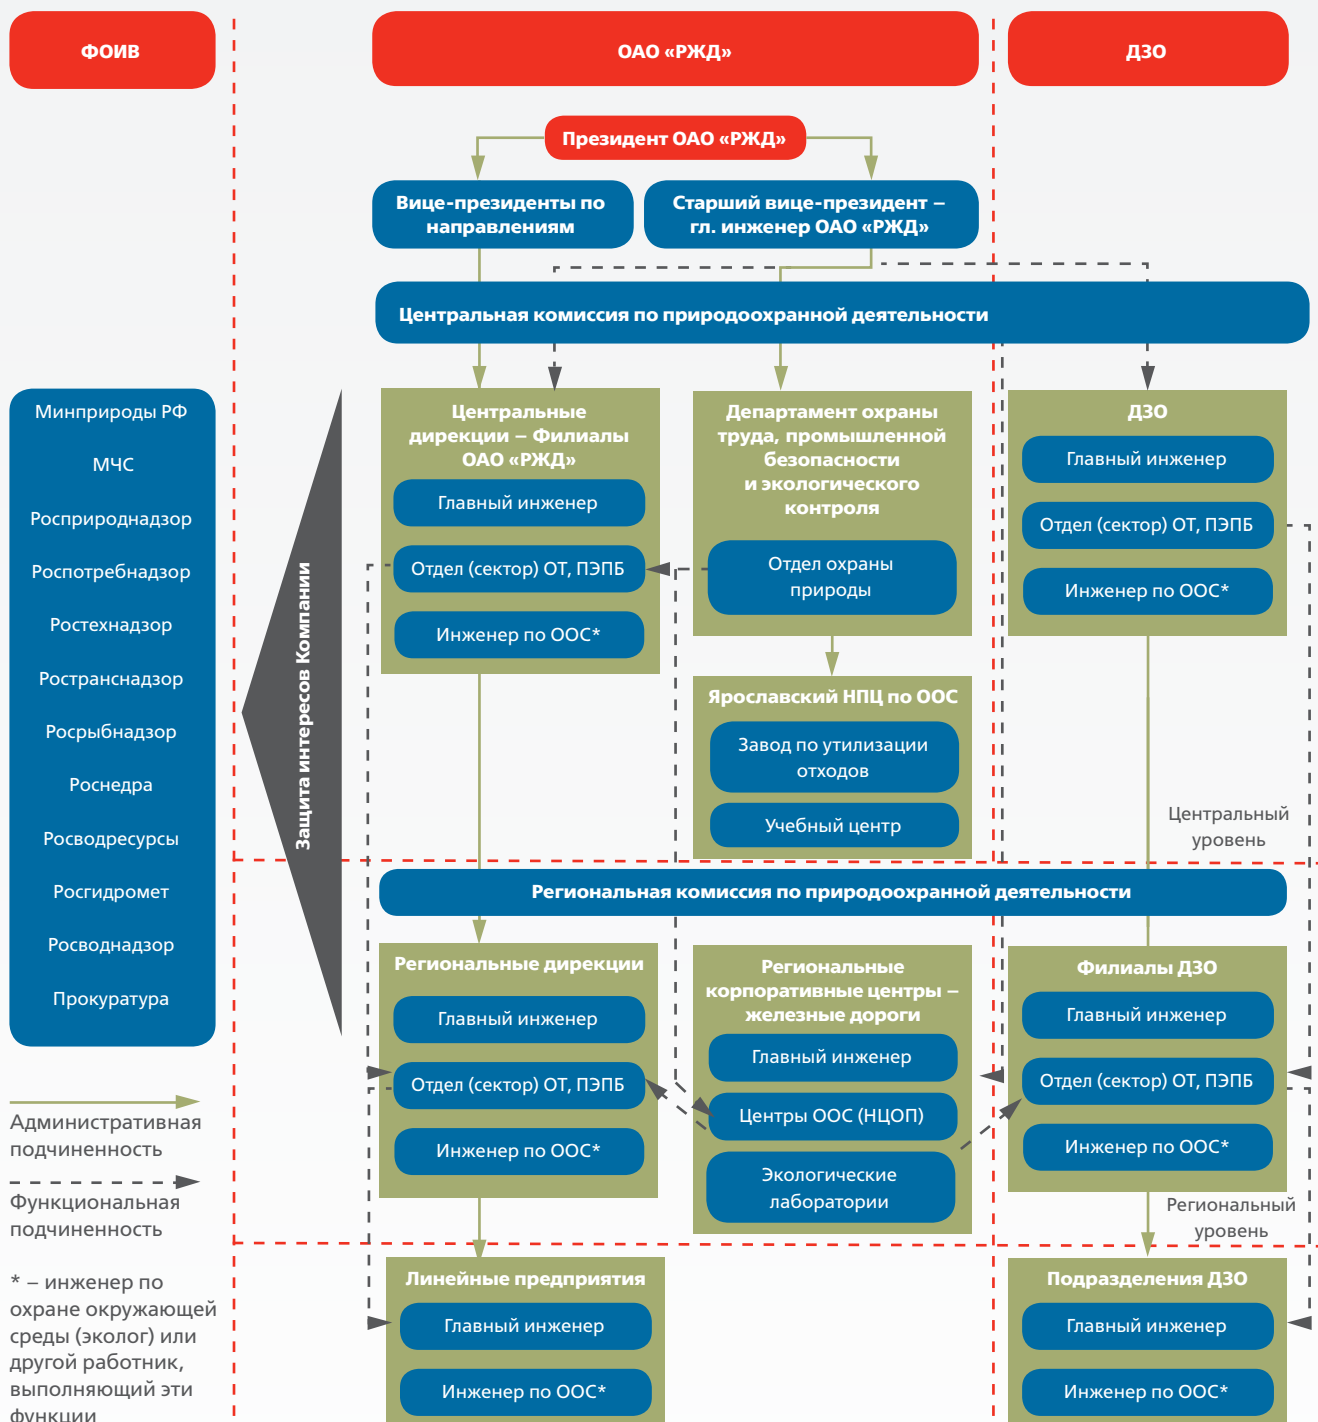 ФОИВ
ОАО «РЖД»
ДЗО
Президент ОАО «РЖД»
Вице-президенты по
направлениям
Старший вице-президент –
гл. инженер ОАО «РЖД»
Центральная комиссия по природоохранной деятельности
Минприроды РФ
МЧС
Росприроднадзор
Роспотребнадзор
Ростехнадзор
Ространснадзор
Росрыбнадзор
Роснедра
Росводресурсы
Росгидромет
Росводнадзор
Прокуратура
Защита интересов Компании
Центральные
дирекции – Филиалы
ОАО «РЖД»
Главный инженер
Отдел (сектор) ОТ, ПЭПБ
Инженер по ООС*
Департамент охраны
труда, промышленной
безопасности
и экологического
контроля
Отдел охраны
природы
Ярославский НПЦ по ООС
Завод по утилизации
отходов
Учебный центр
ДЗО
Главный инженер
Отдел (сектор) ОТ, ПЭПБ
Инженер по ООС*
Центральный
уровень
Региональная комиссия по природоохранной деятельности
Региональные дирекции
Главный инженер
Отдел (сектор) ОТ, ПЭПБ
Инженер по ООС*
Региональные
корпоративные центры –
железные дороги
Главный инженер
Центры ООС (НЦОП)
Экологические
лаборатории
Филиалы ДЗО
Главный инженер
Отдел (сектор) ОТ, ПЭПБ
Инженер по ООС*
Региональный
уровень
Линейные предприятия
Главный инженер
Инженер по ООС*
Подразделения ДЗО
Главный инженер
Инженер по ООС*
Административная
подчиненность
Функциональная
подчиненность
* – инженер по
охране окружающей
среды (эколог) или
другой работник,
выполняющий эти
функции